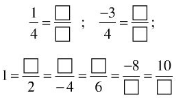 1/4 = □/□ ; -3/4 = □/□ ;
1 = □/2 = □/-4 = □/6 = -8/□ = 10/□